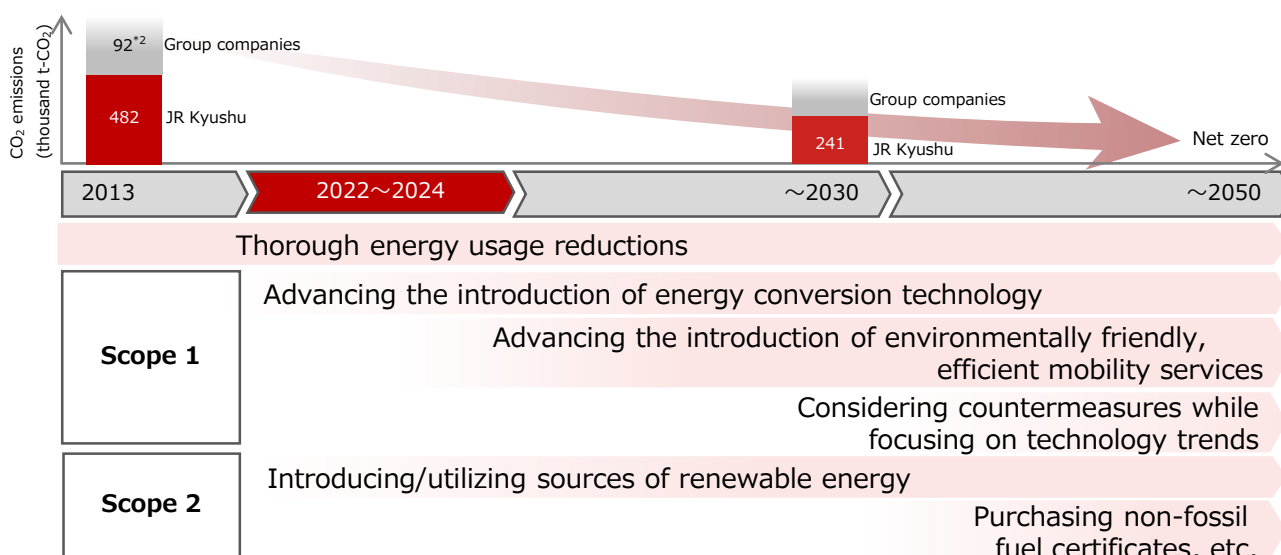 CO₂ emissions
(thousand t-CO₂)
92*2 Group companies
482 JR Kyushu
Group companies
241 JR Kyushu
Net zero
2013 2022～2024 ～2030 ～2050
Thorough energy usage reductions
Scope 1
Advancing the introduction of energy conversion technology
Advancing the introduction of environmentally friendly,
efficient mobility services
Considering countermeasures while
focusing on technology trends
Scope 2
Introducing/utilizing sources of renewable energy
Purchasing non-fossil
fuel certificates, etc.